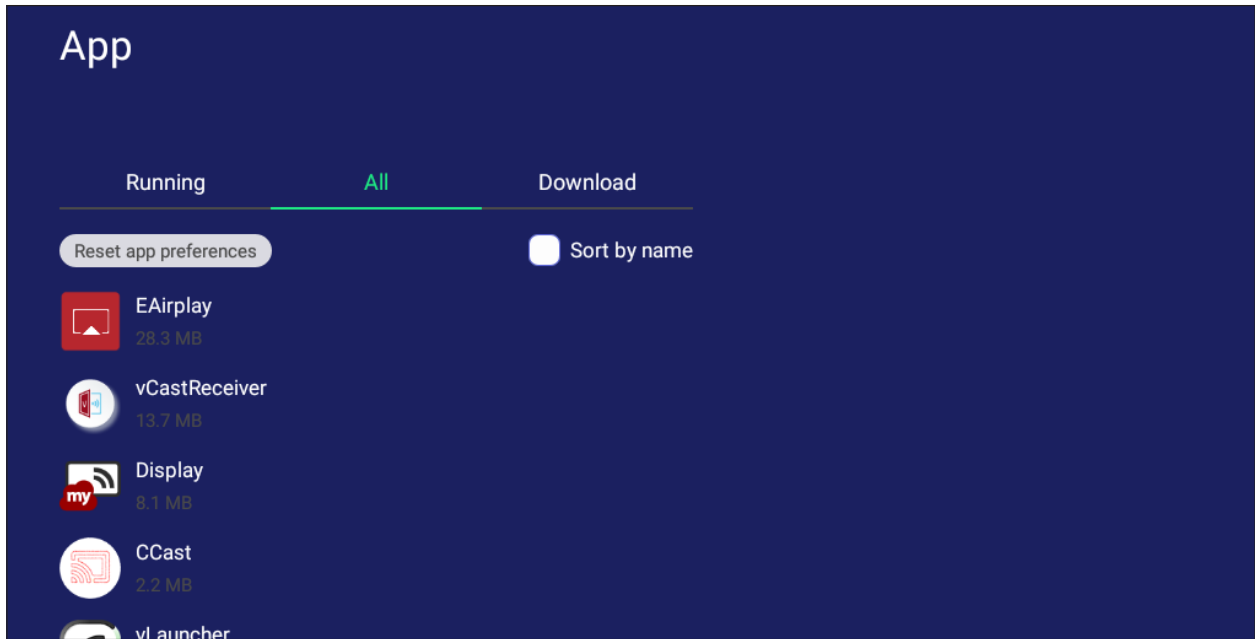 App
Running All Download
Reset app preferences Sort by name
EAirplay
28.3 MB
vCastReceiver
13.7 MB
Display
my
8.1 MB
CCast
2.2 MB
vLauncher